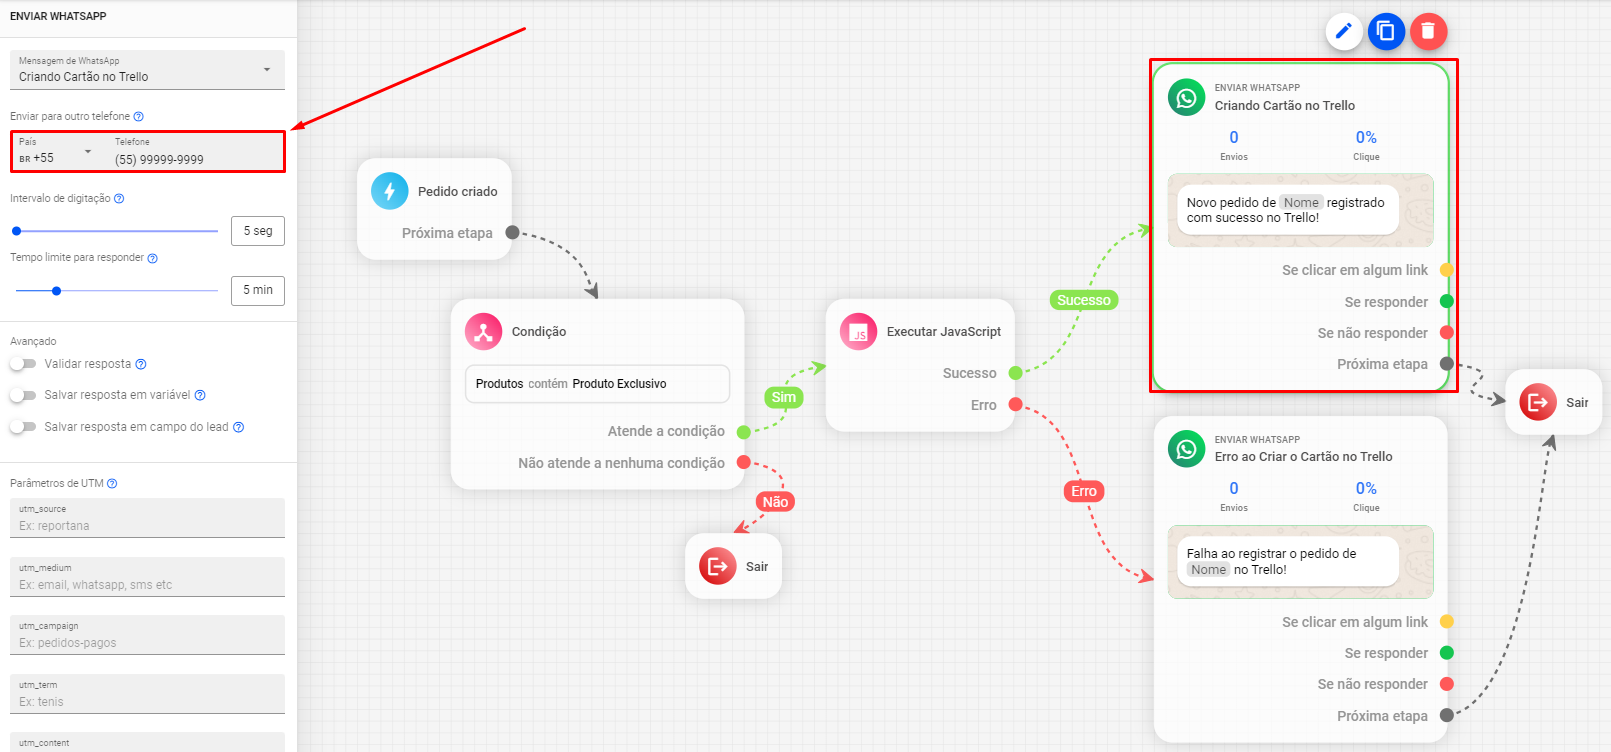 ENVIAR WHATSAPP
Mensagem de WhatsApp
Criando Cartão no Trello
Enviar para outro telefone
País
BR +55
Telefone
(55) 99999-9999
Intervalo de digitação
5 seg
Tempo limite para responder
5 min
Avançado
Validar resposta
Salvar resposta em variável
Salvar resposta em campo do lead
Parâmetros de UTM
utm_source
Ex: reportana
utm_medium
Ex: email, whatsapp, sms etc
utm_campaign
Ex: pedidos-pagos
utm_term
Ex: tenis
utm_content
Pedido criado
Próxima etapa
Condição
Produtos contém Produto Exclusivo
Atende a condição
Não atende a nenhuma condição
Sim
Não
Sair
JS
Executar JavaScript
Sucesso
Erro
Sucesso
Erro
ENVIAR WHATSAPP
Criando Cartão no Trello
0
Envios
0%
Clique
Novo pedido de Nome registrado
com sucesso no Trello!
Se clicar em algum link
Se responder
Se não responder
Próxima etapa
Sair
ENVIAR WHATSAPP
Erro ao Criar o Cartão no Trello
0
Envios
0%
Clique
Falha ao registrar o pedido de
Nome no Trello!
Se clicar em algum link
Se responder
Se não responder
Próxima etapa